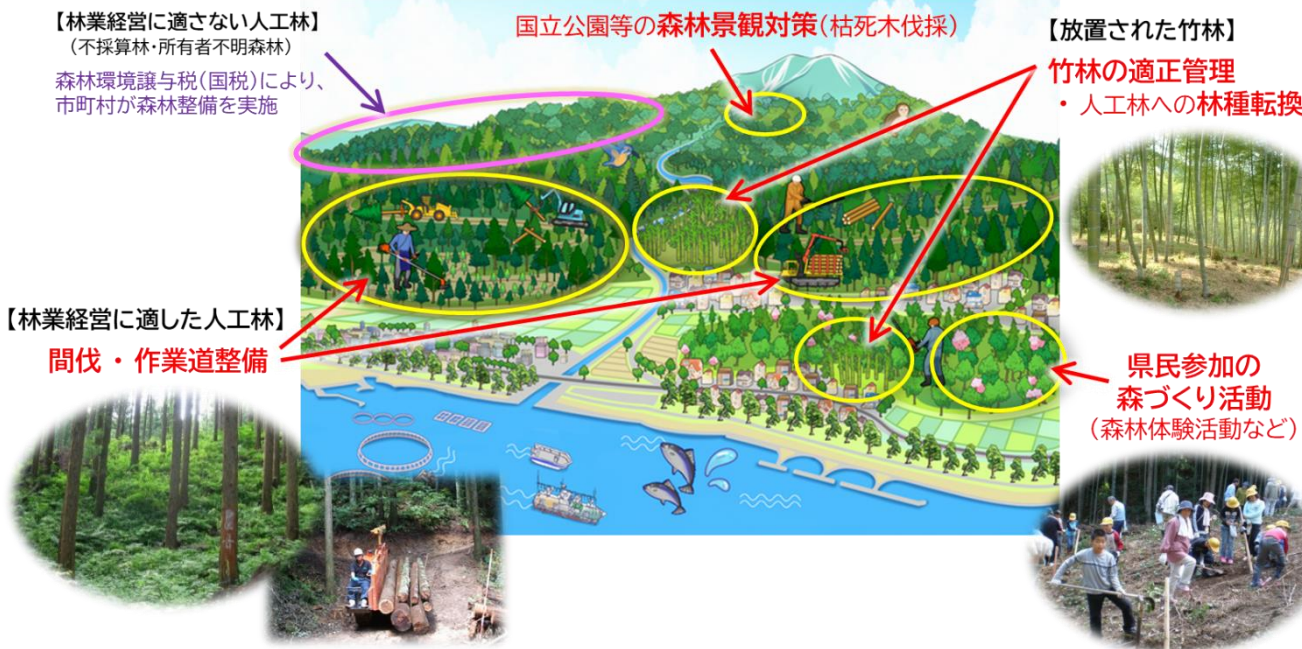 【林業経営に適さない人工林】
（不採算林・所有者不明森林）
森林環境譲与税（国税）により、
市町村が森林整備を実施
国立公園等の森林景観対策（枯死木伐採）
【放置された竹林】
竹林の適正管理
・人工林への林種転換
【林業経営に適した人工林】
間伐・作業道整備
県民参加の
森づくり活動
（森林体験活動など）